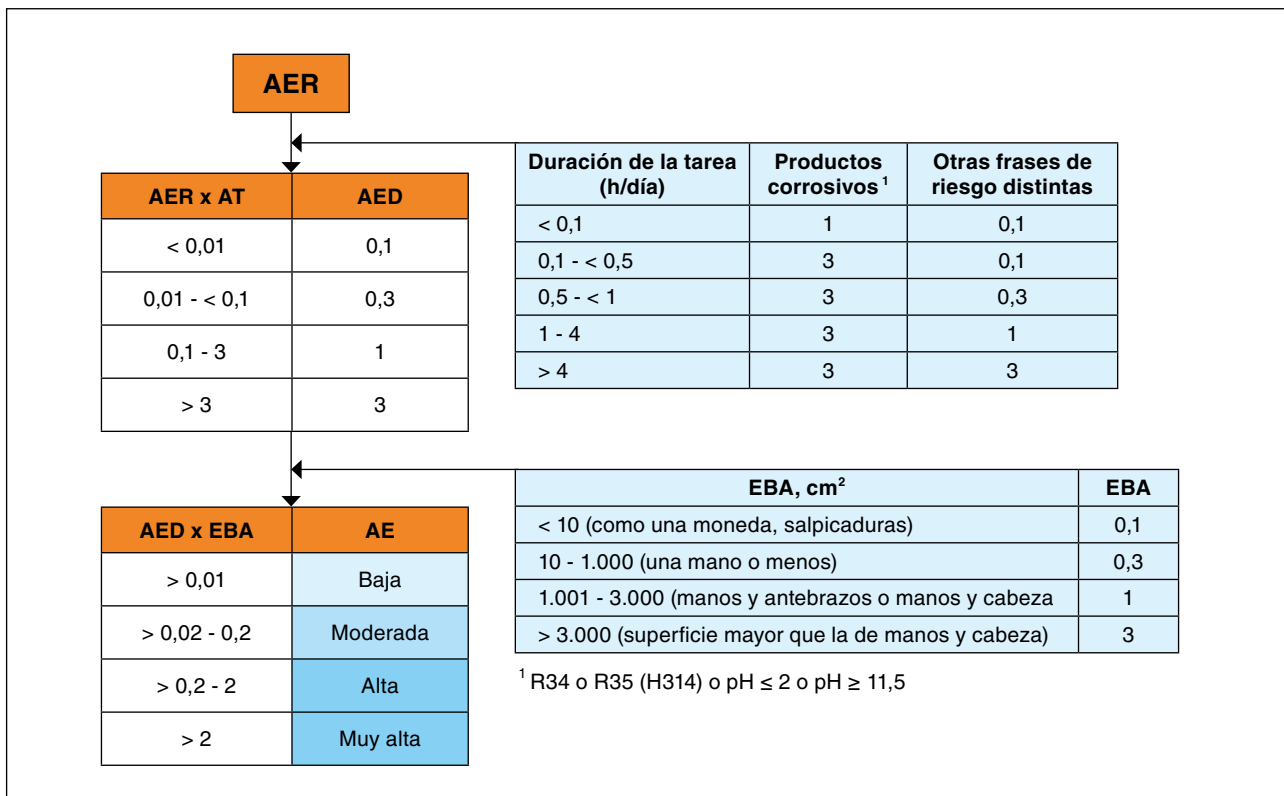 AER
Duración de la tarea (h/día) Productos corrosivos ¹ Otras frases de riesgo distintas
< 0,1 1 0,1
0,1 - < 0,5 3 0,1
0,5 - < 1 3 0,3
1 - 4 3 1
> 4 3 3
AER x AT AED
< 0,01 0,1
0,01 - < 0,1 0,3
0,1 - 3 1
> 3 3
EBA, cm² EBA
< 10 (como una moneda, salpicaduras) 0,1
10 - 1.000 (una mano o menos) 0,3
1.001 - 3.000 (manos y antebrazos o manos y cabeza 1
> 3.000 (superficie mayor que la de manos y cabeza) 3
¹ R34 o R35 (H314) o pH ≤ 2 o pH ≥ 11,5
AED x EBA AE
> 0,01 Baja
> 0,02 - 0,2 Moderada
> 0,2 - 2 Alta
> 2 Muy alta